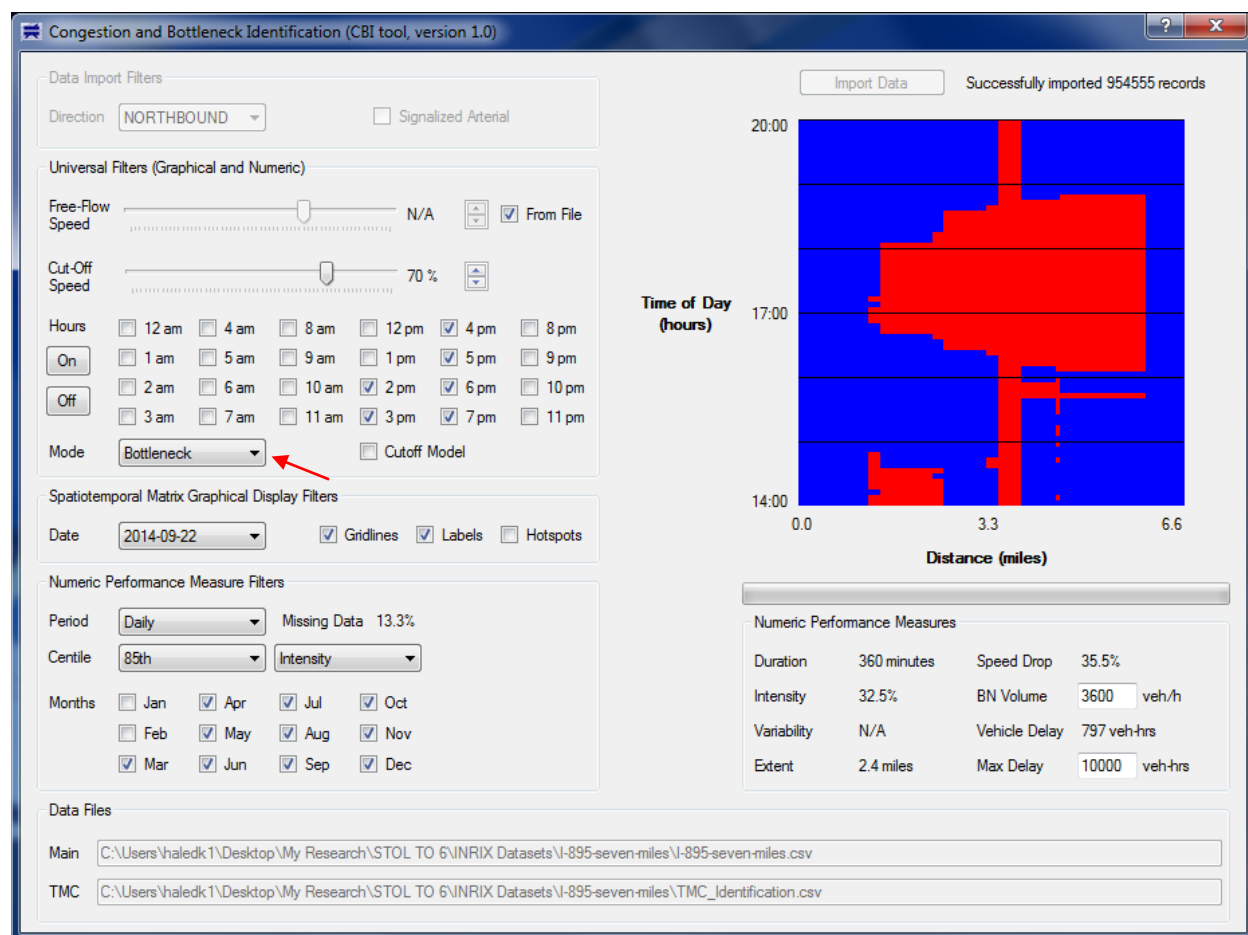 Congestion and Bottleneck Identification (CBI tool, version 1.0)
?
X
Data Import Filters
Direction NORTHBOUND Signalized Arterial
Universal Filters (Graphical and Numeric)
Free-Flow Speed N/A From File
Cut-Off Speed 70 %
Hours 12 am 4 am 8 am 12 pm 4 pm 8 pm
On 1 am 5 am 9 am 1 pm 5 pm 9 pm
Off 2 am 6 am 10 am 2 pm 6 pm 10 pm
3 am 7 am 11 am 3 pm 7 pm 11 pm
Mode Bottleneck Cutoff Model
Spatiotemporal Matrix Graphical Display Filters
Date 2014-09-22 Gridlines Labels Hotspots
Numeric Performance Measure Filters
Period Daily Missing Data 13.3%
Centile 85th Intensity
Months Jan Apr Jul Oct
Feb May Aug Nov
Mar Jun Sep Dec
Import Data Successfully imported 954555 records
20:00
Time of Day
(hours)
17:00
14:00
0.0 3.3 6.6
Distance (miles)
Numeric Performance Measures
Duration 360 minutes Speed Drop 35.5%
Intensity 32.5% BN Volume 3600 veh/h
Variability N/A Vehicle Delay 797 veh-hrs
Extent 2.4 miles Max Delay 10000 veh-hrs
Data Files
Main C:\Users\haledk1\Desktop\My Research\STOL TO 6\INRIX Datasets\I-895-seven-miles\I-895-seven-miles.csv
TMC C:\Users\haledk1\Desktop\My Research\STOL TO 6\INRIX Datasets\I-895-seven-miles\TMC_Identification.csv